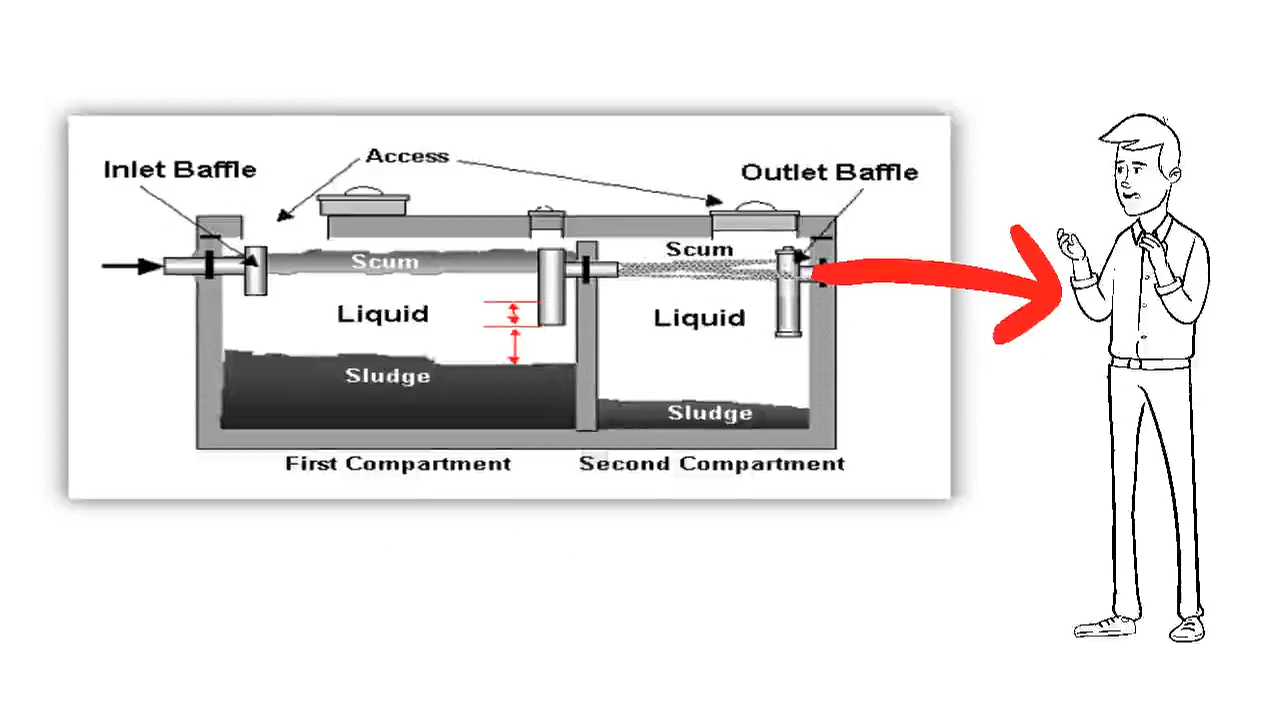 Access
Inlet Baffle
Outlet Baffle
Scum
Scum
Liquid
Liquid
Sludge
Sludge
First Compartment
Second Compartment